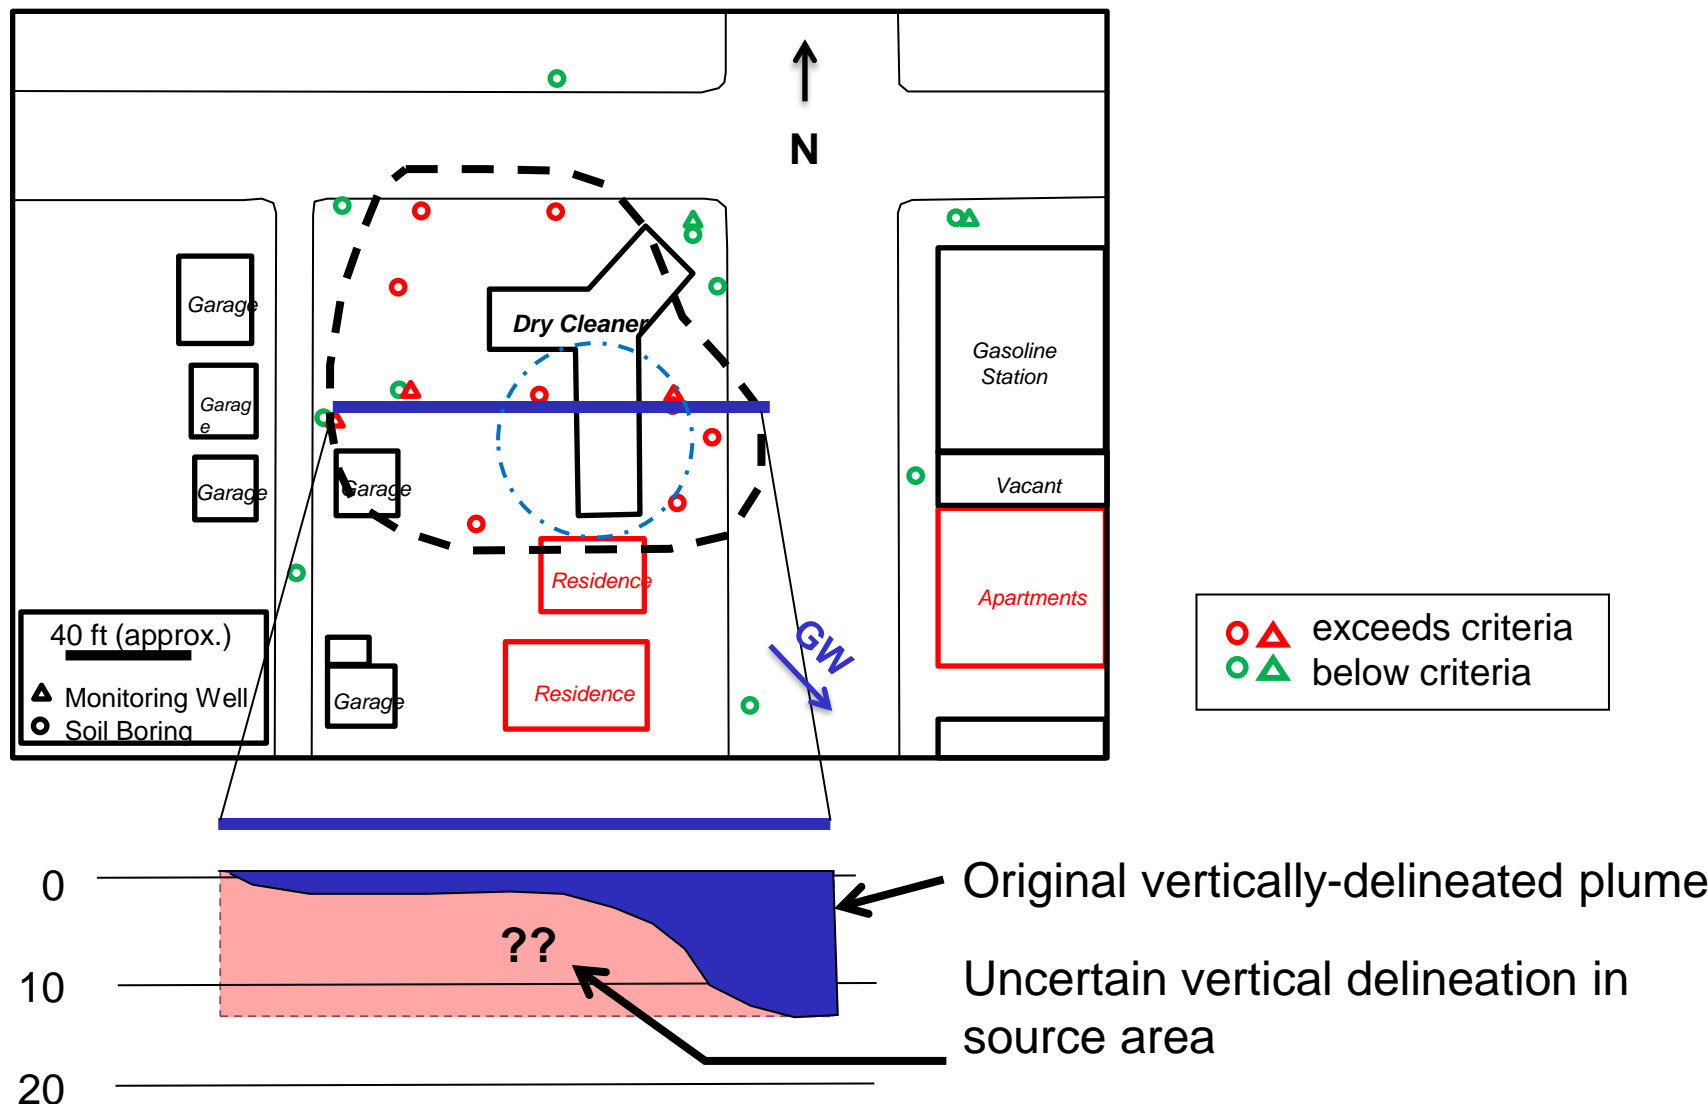 N
Garage
Dry Cleaner
Gasoline
Station
Garag
e
Garage
Garage
Vacant
Residence
Apartments
40 ft (approx.)
Monitoring Well
Soil Boring
Garage
Residence
GW
exceeds criteria
below criteria
0
Original vertically-delineated plume
??
10
Uncertain vertical delineation in
source area
20